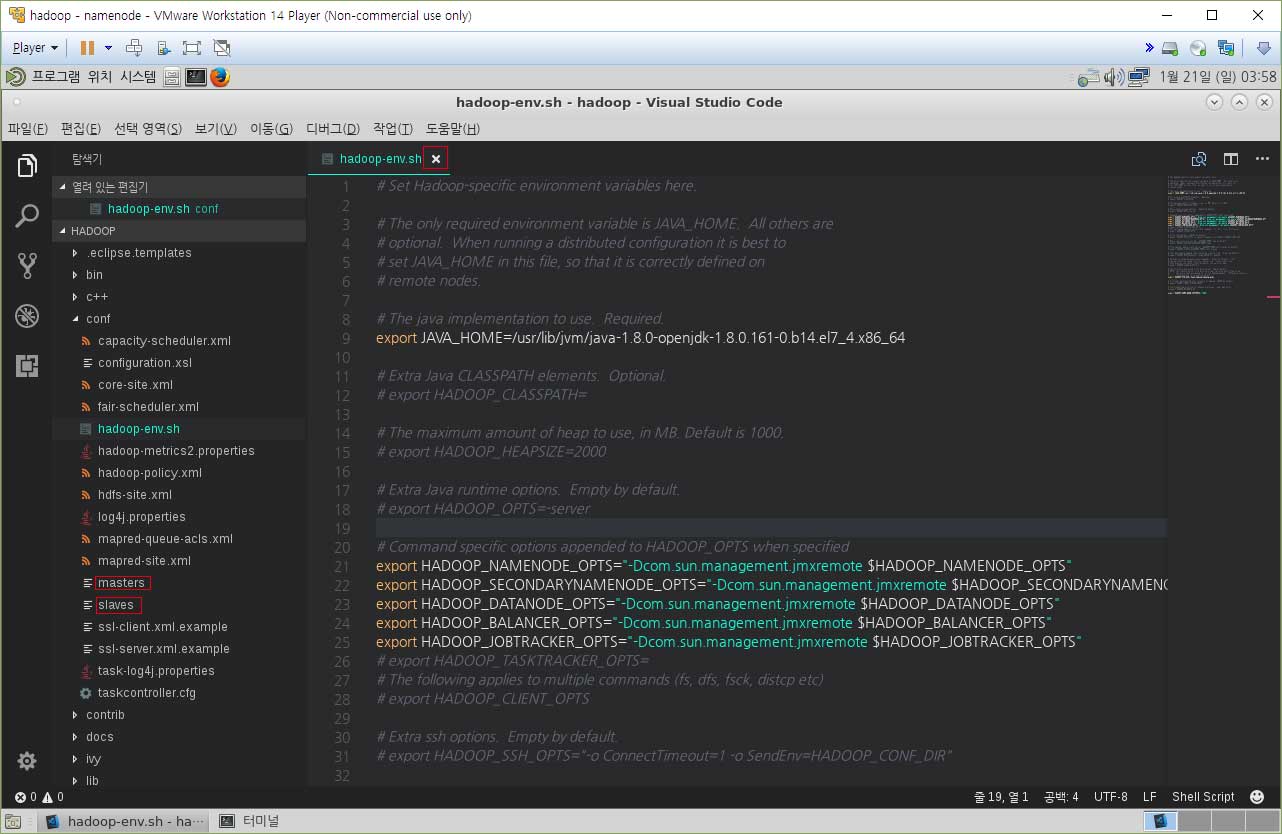 hadoop - namenode - VMware Workstation 14 Player (Non-commercial use only)
Player
프로그램 위치 시스템
1월 21일 (일) 03:58
hadoop-env.sh - hadoop - Visual Studio Code
파일(F) 편집(E) 선택 영역(S) 보기(V) 이동(G) 디버그(D) 작업(T) 도움말(H)
탐색기
열려 있는 편집기
hadoop-env.sh conf
HADOOP
.eclipse.templates
bin
c++
conf
capacity-scheduler.xml
configuration.xsl
core-site.xml
fair-scheduler.xml
hadoop-env.sh
hadoop-metrics2.properties
hadoop-policy.xml
hdfs-site.xml
log4j.properties
mapred-queue-acls.xml
mapred-site.xml
masters
slaves
ssl-client.xml.example
ssl-server.xml.example
task-log4j.properties
taskcontroller.cfg
contrib
docs
ivy
lib
hadoop-env.sh
1 # Set Hadoop-specific environment variables here.
2
3 # The only required environment variable is JAVA_HOME.  All others are
4 # optional.  When running a distributed configuration it is best to
5 # set JAVA_HOME in this file, so that it is correctly defined on
6 # remote nodes.
7
8 # The java implementation to use.  Required.
9 export JAVA_HOME=/usr/lib/jvm/java-1.8.0-openjdk-1.8.0.161-0.b14.el7_4.x86_64
10
11 # Extra Java CLASSPATH elements.  Optional.
12 # export HADOOP_CLASSPATH=
13
14 # The maximum amount of heap to use, in MB. Default is 1000.
15 # export HADOOP_HEAPSIZE=2000
16
17 # Extra Java runtime options.  Empty by default.
18 # export HADOOP_OPTS=-server
19
20 # Command specific options appended to HADOOP_OPTS when specified
21 export HADOOP_NAMENODE_OPTS="-Dcom.sun.management.jmxremote $HADOOP_NAMENODE_OPTS"
22 export HADOOP_SECONDARYNAMENODE_OPTS="-Dcom.sun.management.jmxremote $HADOOP_SECONDARYNAMENO
23 export HADOOP_DATANODE_OPTS="-Dcom.sun.management.jmxremote $HADOOP_DATANODE_OPTS"
24 export HADOOP_BALANCER_OPTS="-Dcom.sun.management.jmxremote $HADOOP_BALANCER_OPTS"
25 export HADOOP_JOBTRACKER_OPTS="-Dcom.sun.management.jmxremote $HADOOP_JOBTRACKER_OPTS"
26 # export HADOOP_TASKTRACKER_OPTS=
27 # The following applies to multiple commands (fs, dfs, fsck, distcp etc)
28 # export HADOOP_CLIENT_OPTS
29
30 # Extra ssh options.  Empty by default.
31 # export HADOOP_SSH_OPTS="-o ConnectTimeout=1 -o SendEnv=HADOOP_CONF_DIR"
32
0 0
줄 19, 열 1 공백: 4 UTF-8 LF Shell Script
hadoop-env.sh - ha··· 터미널